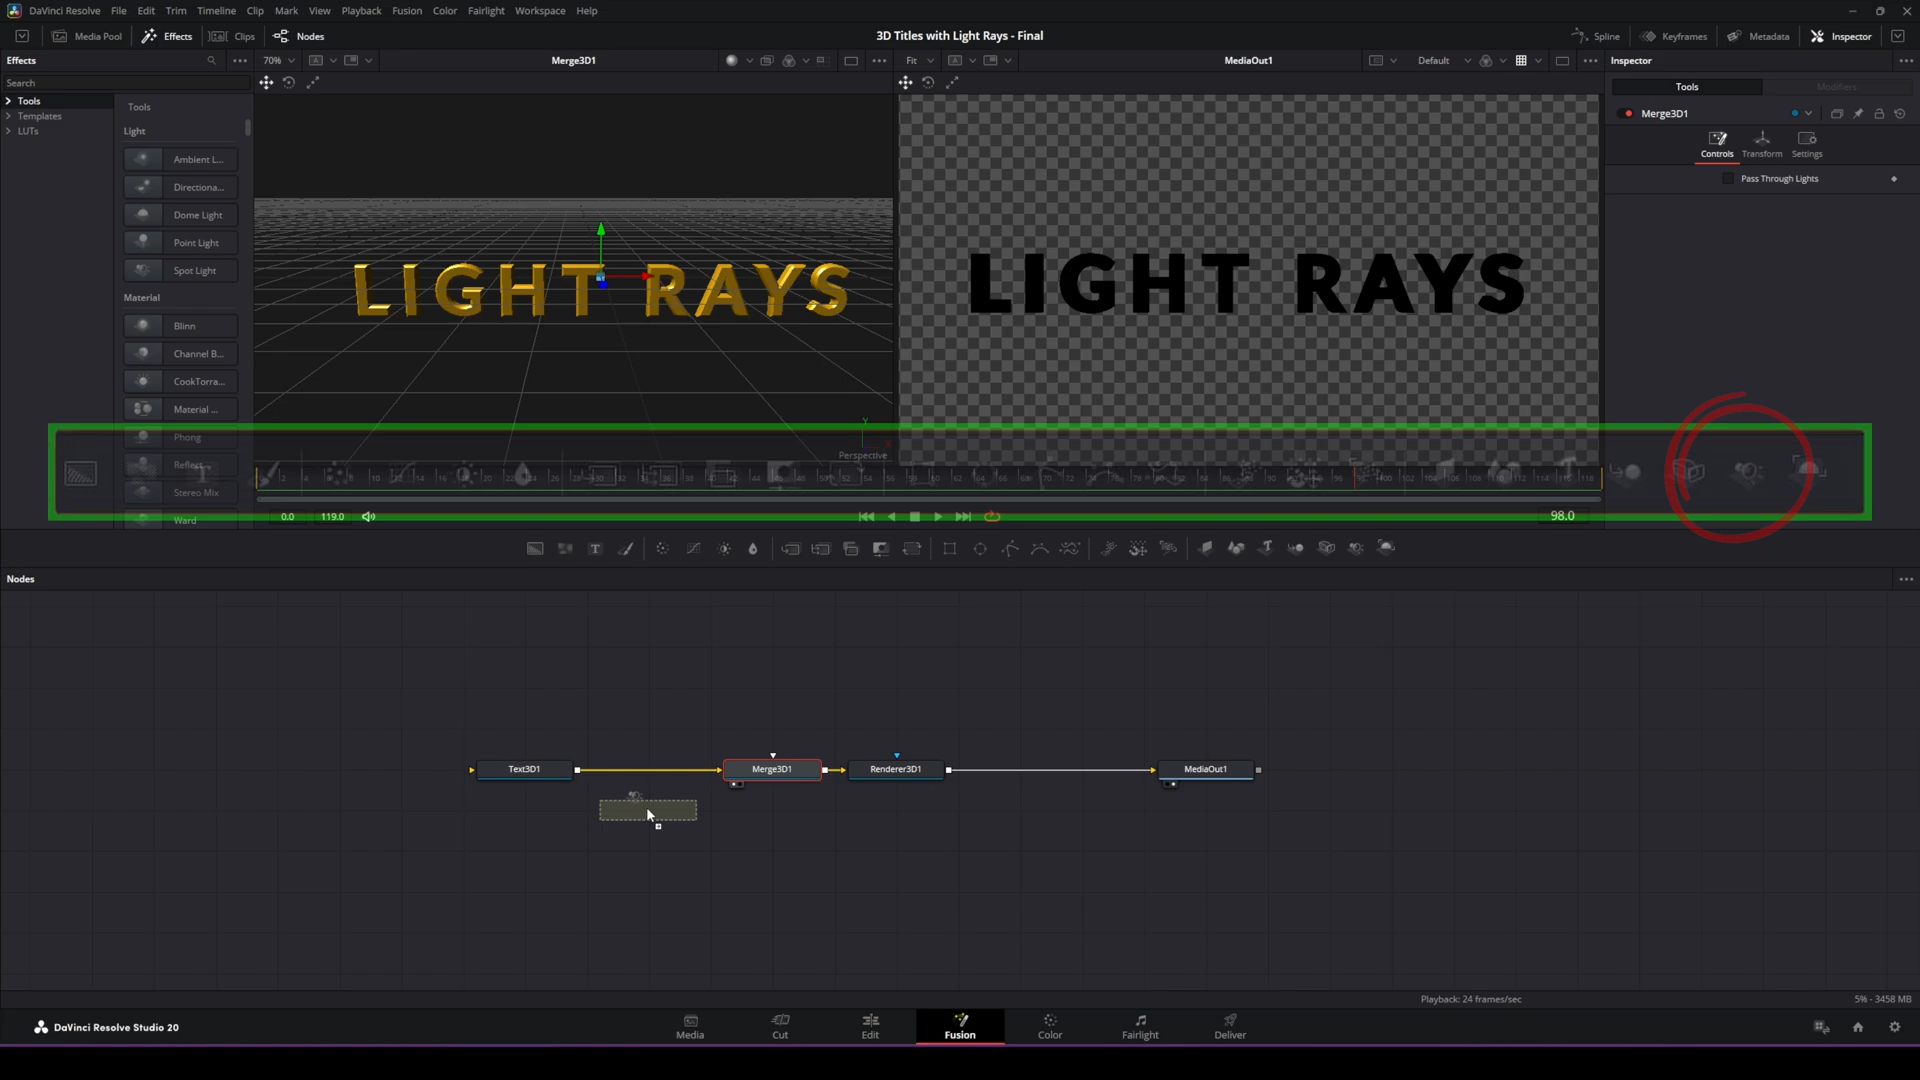 DaVinci Resolve File Edit Trim Timeline Clip Mark View Playback Fusion Color Fairlight Workspace Help
Media Pool Effects Clips Nodes 3D Titles with Light Rays - Final Spline Keyframes Metadata Inspector
Effects 70% Merge3D1 Fit MediaOut1 Default Inspector
Search
Tools Modifiers
Tools
Templates
LUTs
Tools
Light
Ambient L...
Directiona...
Dome Light
Point Light
Spot Light
Material
Blinn
Channel B...
CookTorra...
Material ...
Phong
Reflect
Stereo Mix
Ward
LIGHT RAYS
Perspective
LIGHT RAYS
Merge3D1
Controls Transform Settings
Pass Through Lights
0.0 119.0 98.0
Nodes
Text3D1 Merge3D1 Renderer3D1 MediaOut1
Playback: 24 frames/sec 5% - 3458 MB
DaVinci Resolve Studio 20
Media Cut Edit Fusion Color Fairlight Deliver